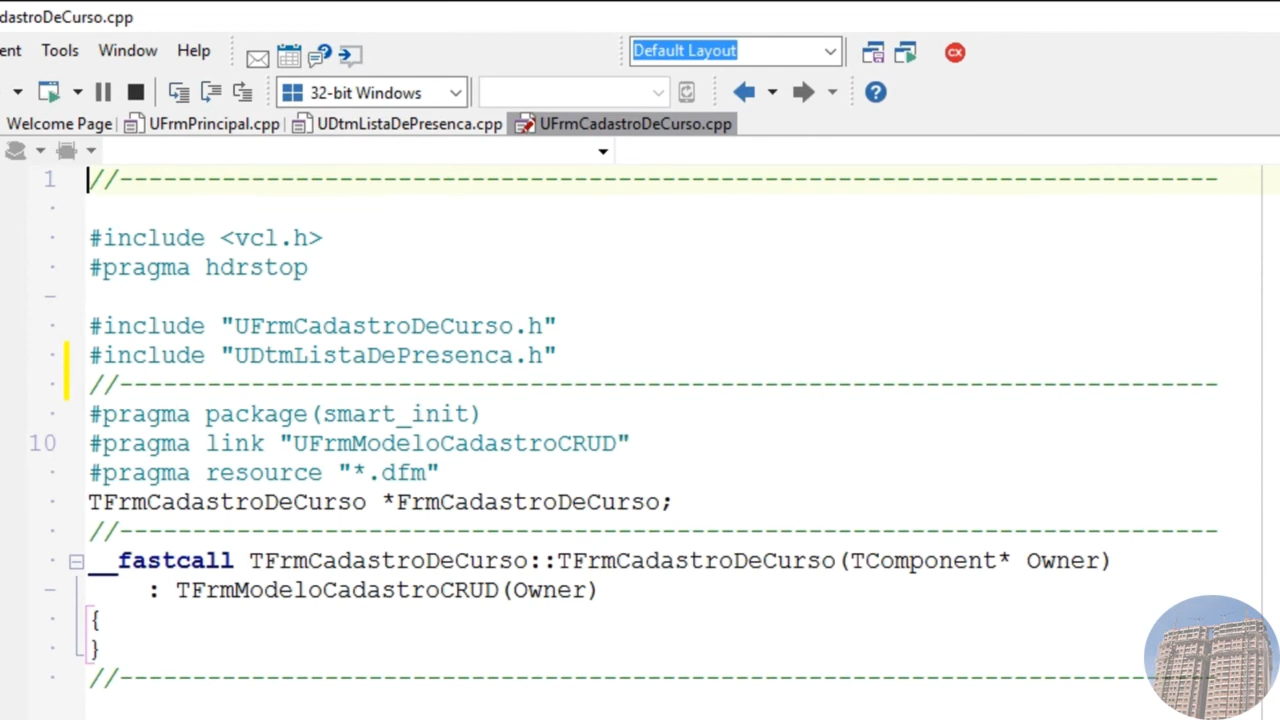 dastroDeCurso.cpp
ent Tools Window Help Default Layout CX
32-bit Windows ?
Welcome Page UFrmPrincipal.cpp UDtmListaDePresenca.cpp UFrmCadastroDeCurso.cpp
1 //---------------------------------------------------------------------------
#include <vcl.h>
#pragma hdrstop
#include "UFrmCadastroDeCurso.h"
#include "UDtmListaDePresenca.h"
//---------------------------------------------------------------------------
#pragma package(smart_init)
10 #pragma link "UFrmModeloCadastroCRUD"
#pragma resource "*.dfm"
TFrmCadastroDeCurso *FrmCadastroDeCurso;
//---------------------------------------------------------------------------
__fastcall TFrmCadastroDeCurso::TFrmCadastroDeCurso(TComponent* Owner)
: TFrmModeloCadastroCRUD(Owner)
{
}
//---------------------------------------------------------------------------